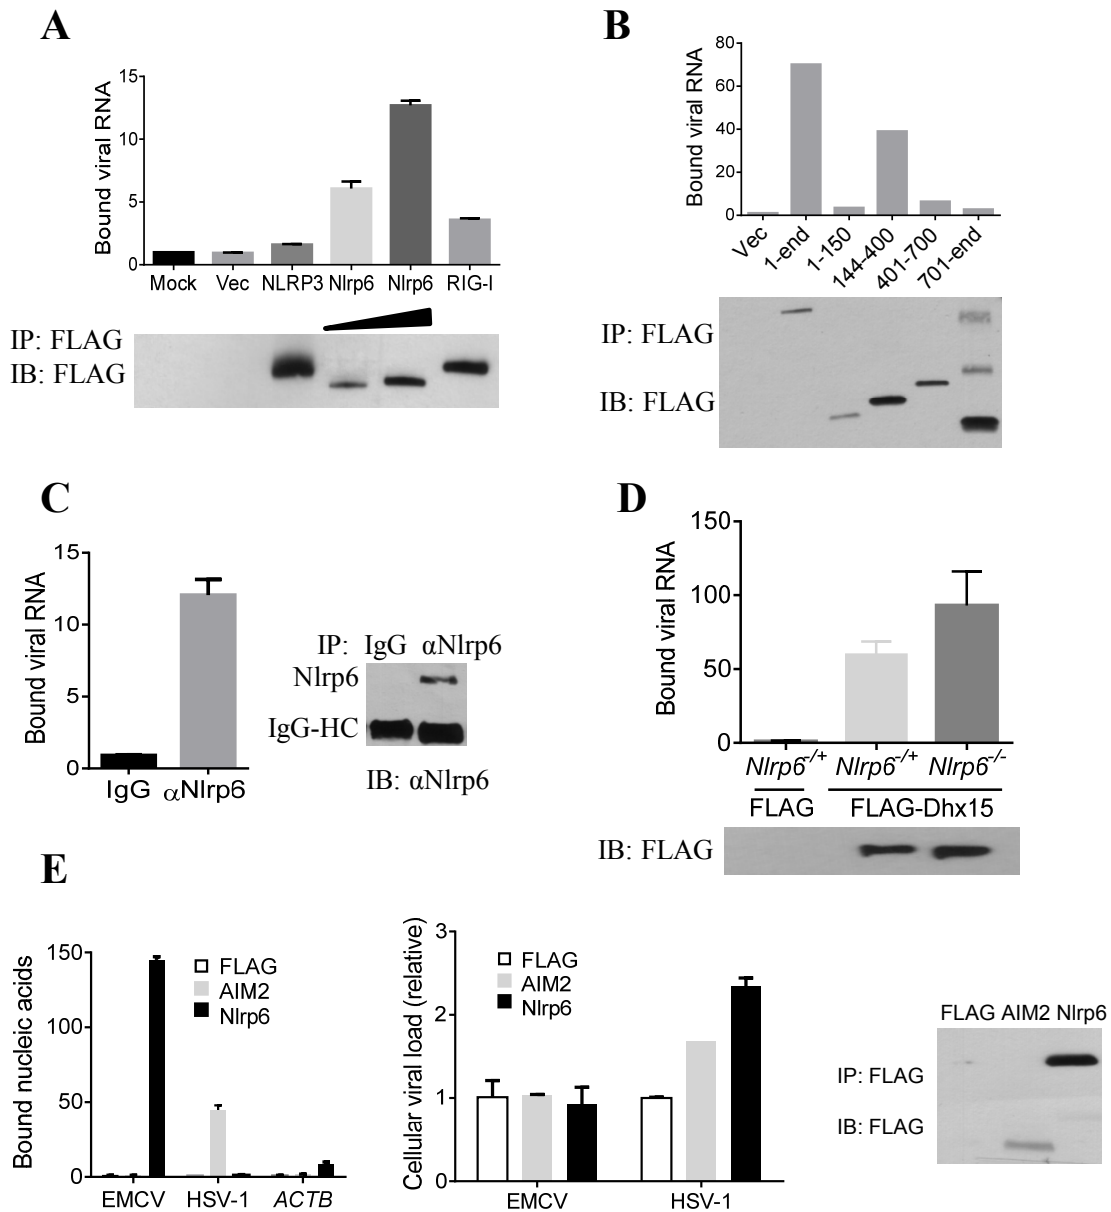 A
Bound viral RNA
15
10
5
0
Mock Vec NLRP3 Nlrp6 Nlrp6 RIG-I
IP: FLAG
IB: FLAG
B
Bound viral RNA
80
60
40
20
0
Vec 1-end 1-150 144-400 401-700 701-end
IP: FLAG
IB: FLAG
C
Bound viral RNA
15
10
5
0
IgG αNlrp6
IP: IgG αNlrp6
Nlrp6
IgG-HC
IB: αNlrp6
D
Bound viral RNA
150
100
50
0
Nlrp6-/+ Nlrp6-/+ Nlrp6-/-
FLAG FLAG-Dhx15
IB: FLAG
E
Bound nucleic acids
150
100
50
0
FLAG
AIM2
Nlrp6
EMCV HSV-1 ACTB
Cellular viral load (relative)
3
2
1
0
FLAG
AIM2
Nlrp6
EMCV HSV-1
FLAG AIM2 Nlrp6
IP: FLAG
IB: FLAG